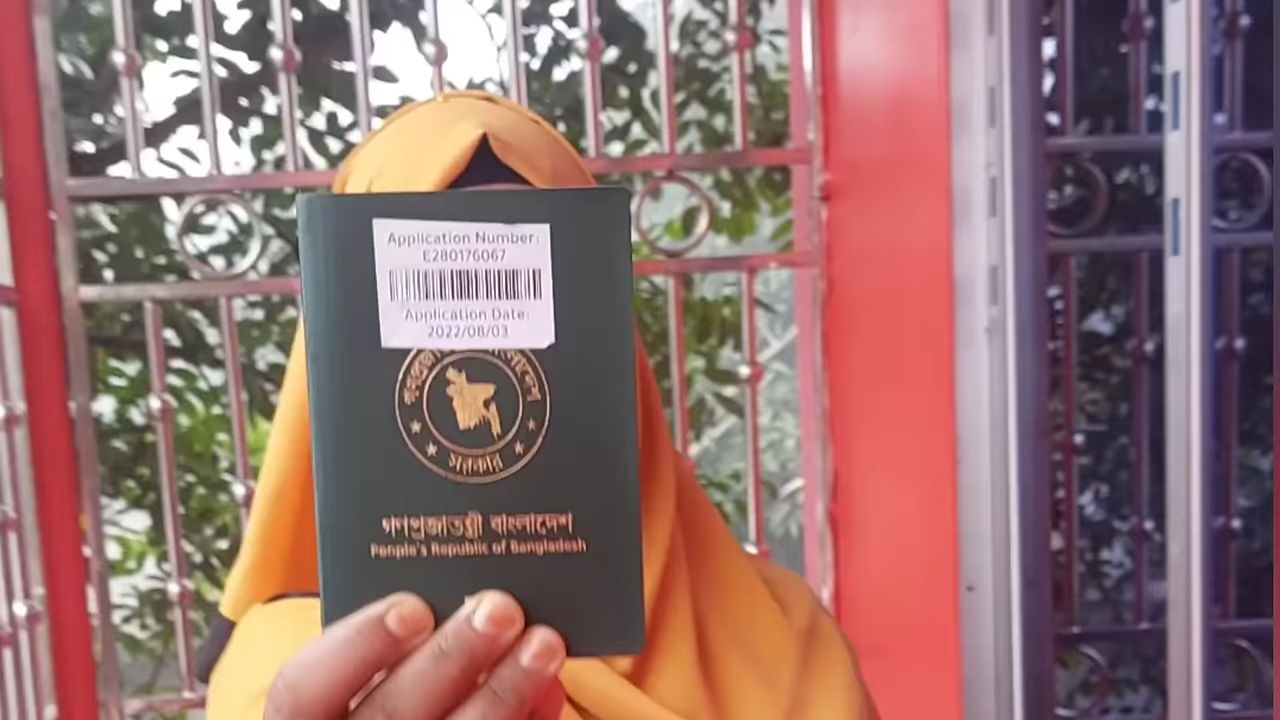 Application Number:
E280176067
Application Date:
2022/08/03
সরকার
গণপ্রজাতন্ত্রী বাংলাদেশ
People's Republic of Bangladesh